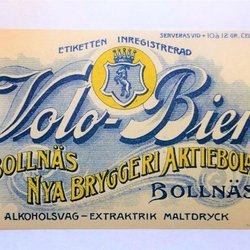 SERVERAS VID + 10 à 12 GR. CEL
ETIKETTEN INREGISTRERAD
Volo-Bier
BOLLNÄS
NYA BRYGGERI AKTIEBOL
BOLLNÄS
ALKOHOLSVAG – EXTRAKTRIK MALTDRYCK